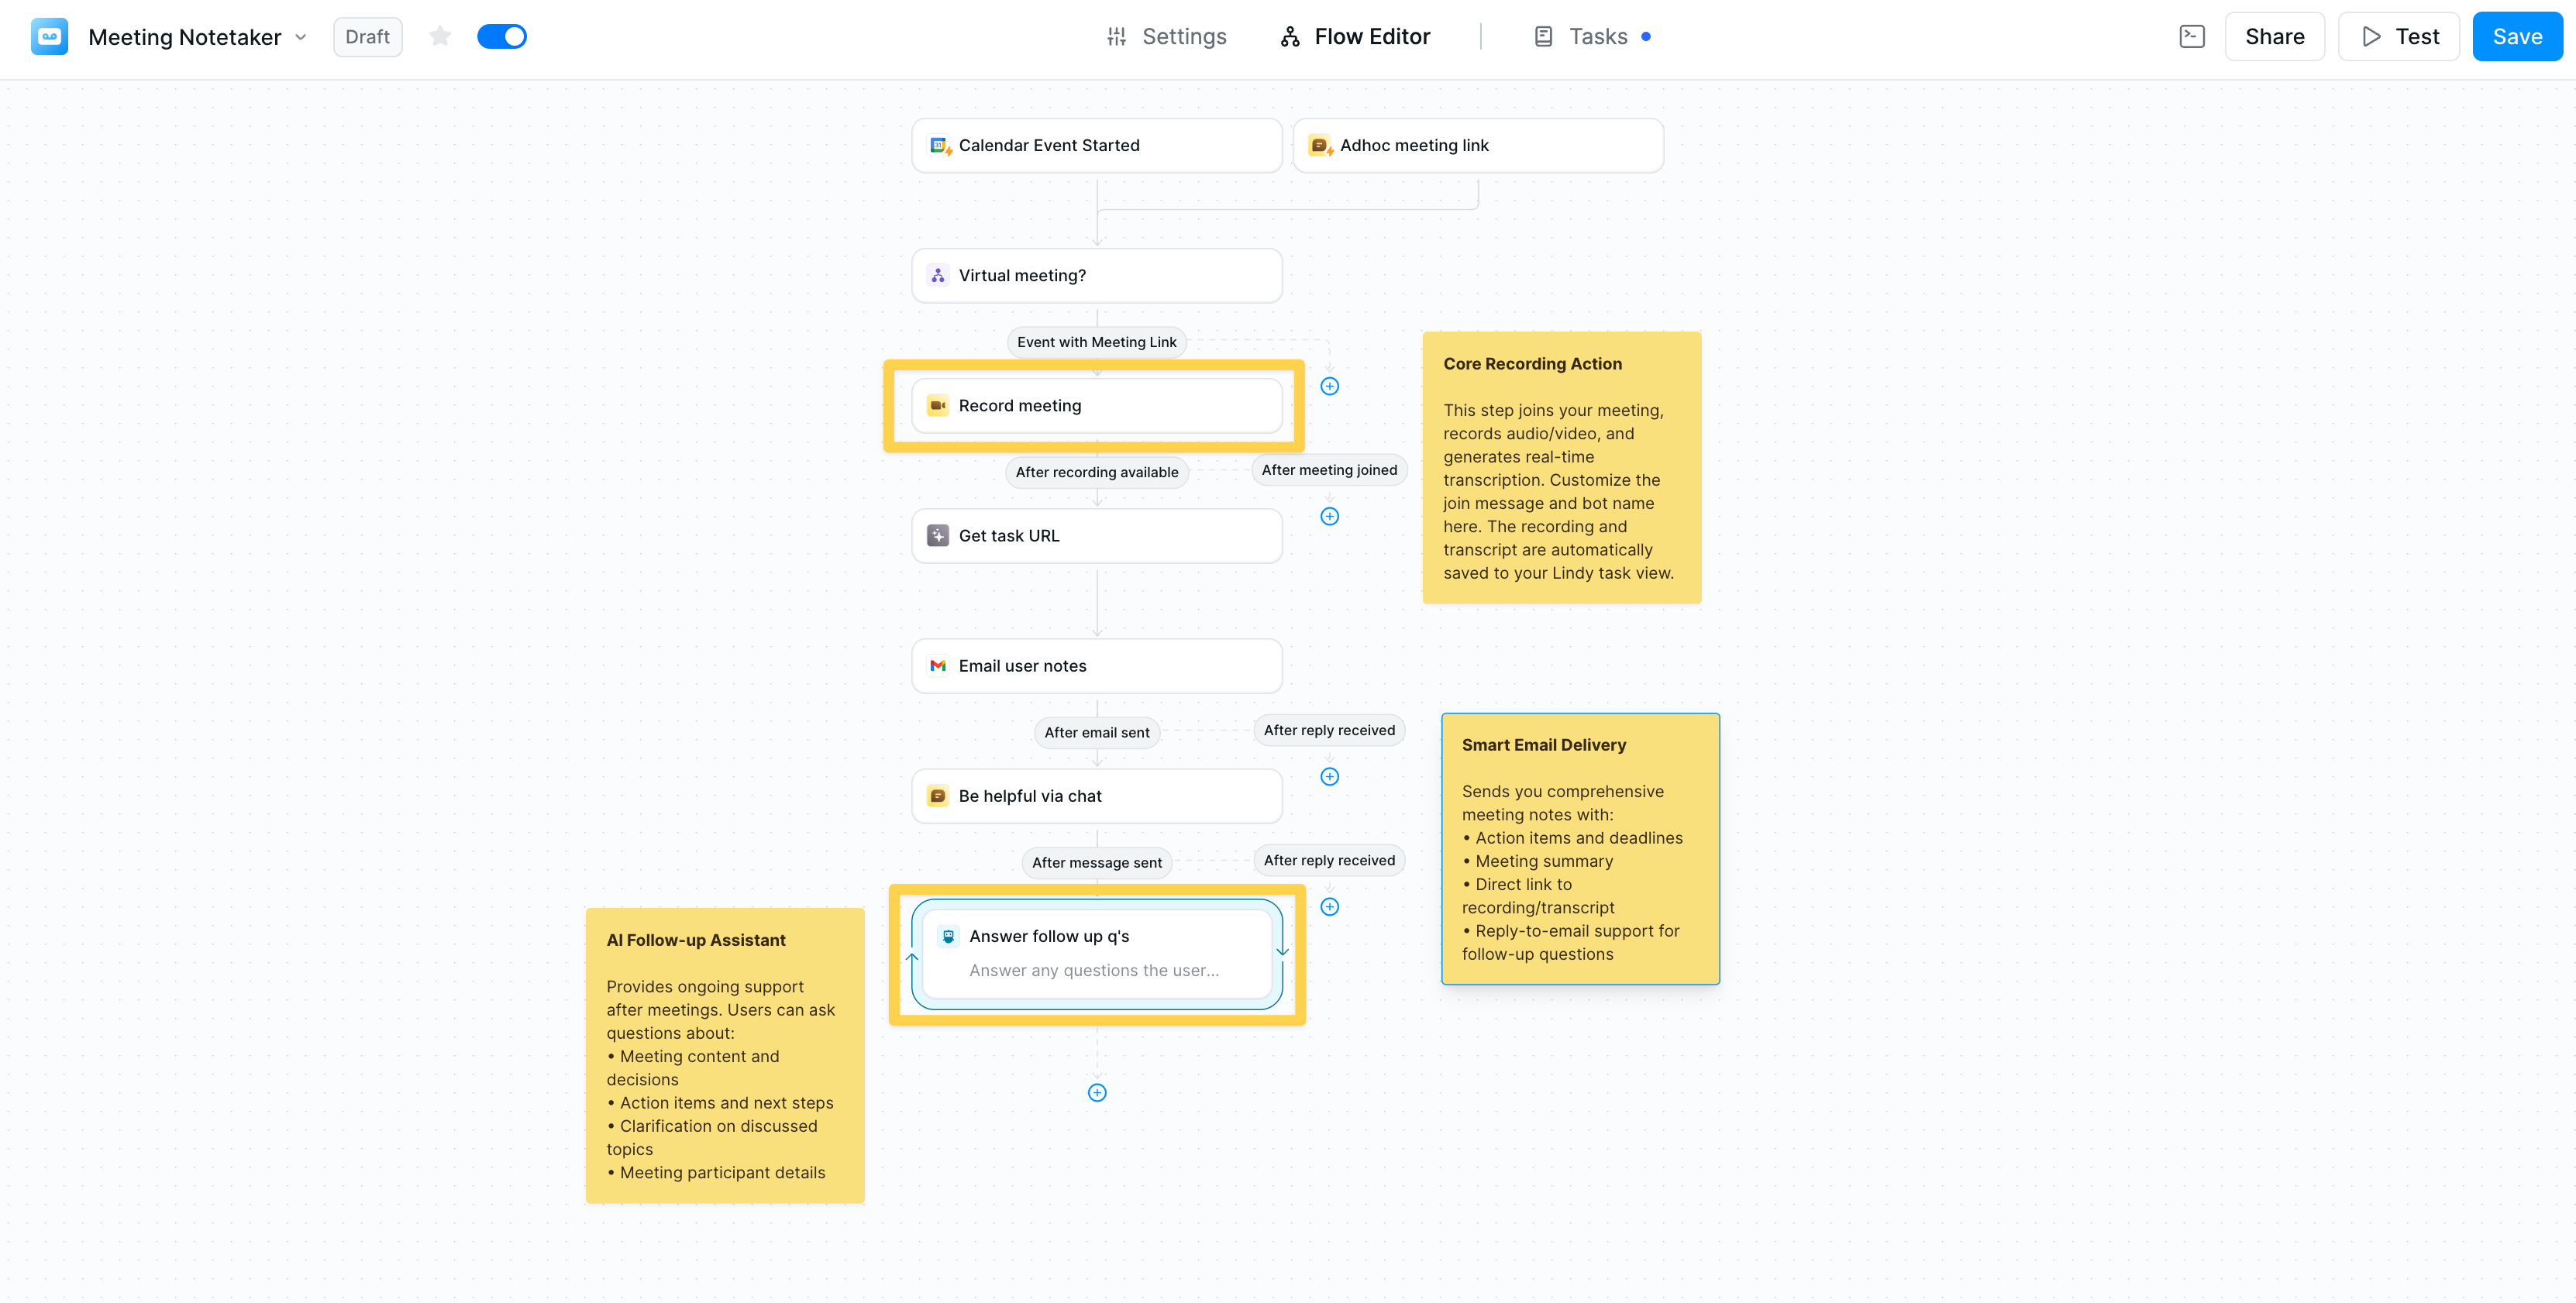 Meeting Notetaker
Draft
Settings
Flow Editor
Tasks
Share
Test
Save
Calendar Event Started
Adhoc meeting link
Virtual meeting?
Event with Meeting Link
Record meeting
After recording available
After meeting joined
Get task URL
Email user notes
After email sent
After reply received
Be helpful via chat
After message sent
After reply received
Answer follow up q's
Answer any questions the user...
Core Recording Action
This step joins your meeting,
records audio/video, and
generates real-time
transcription. Customize the
join message and bot name
here. The recording and
transcript are automatically
saved to your Lindy task view.
Smart Email Delivery
Sends you comprehensive
meeting notes with:
• Action items and deadlines
• Meeting summary
• Direct link to
recording/transcript
• Reply-to-email support for
follow-up questions
AI Follow-up Assistant
Provides ongoing support
after meetings. Users can ask
questions about:
• Meeting content and
decisions
• Action items and next steps
• Clarification on discussed
topics
• Meeting participant details